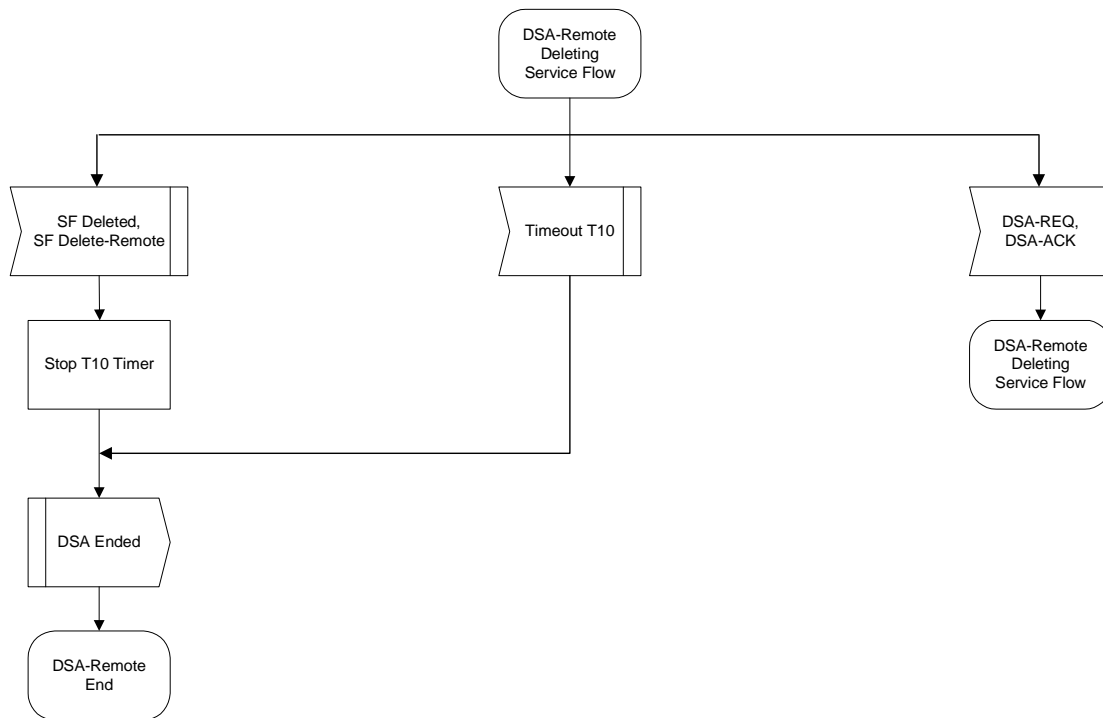 DSA-Remote
Deleting
Service Flow
SF Deleted,
SF Delete-Remote
Timeout T10
DSA-REQ,
DSA-ACK
Stop T10 Timer
DSA-Remote
Deleting
Service Flow
DSA Ended
DSA-Remote
End